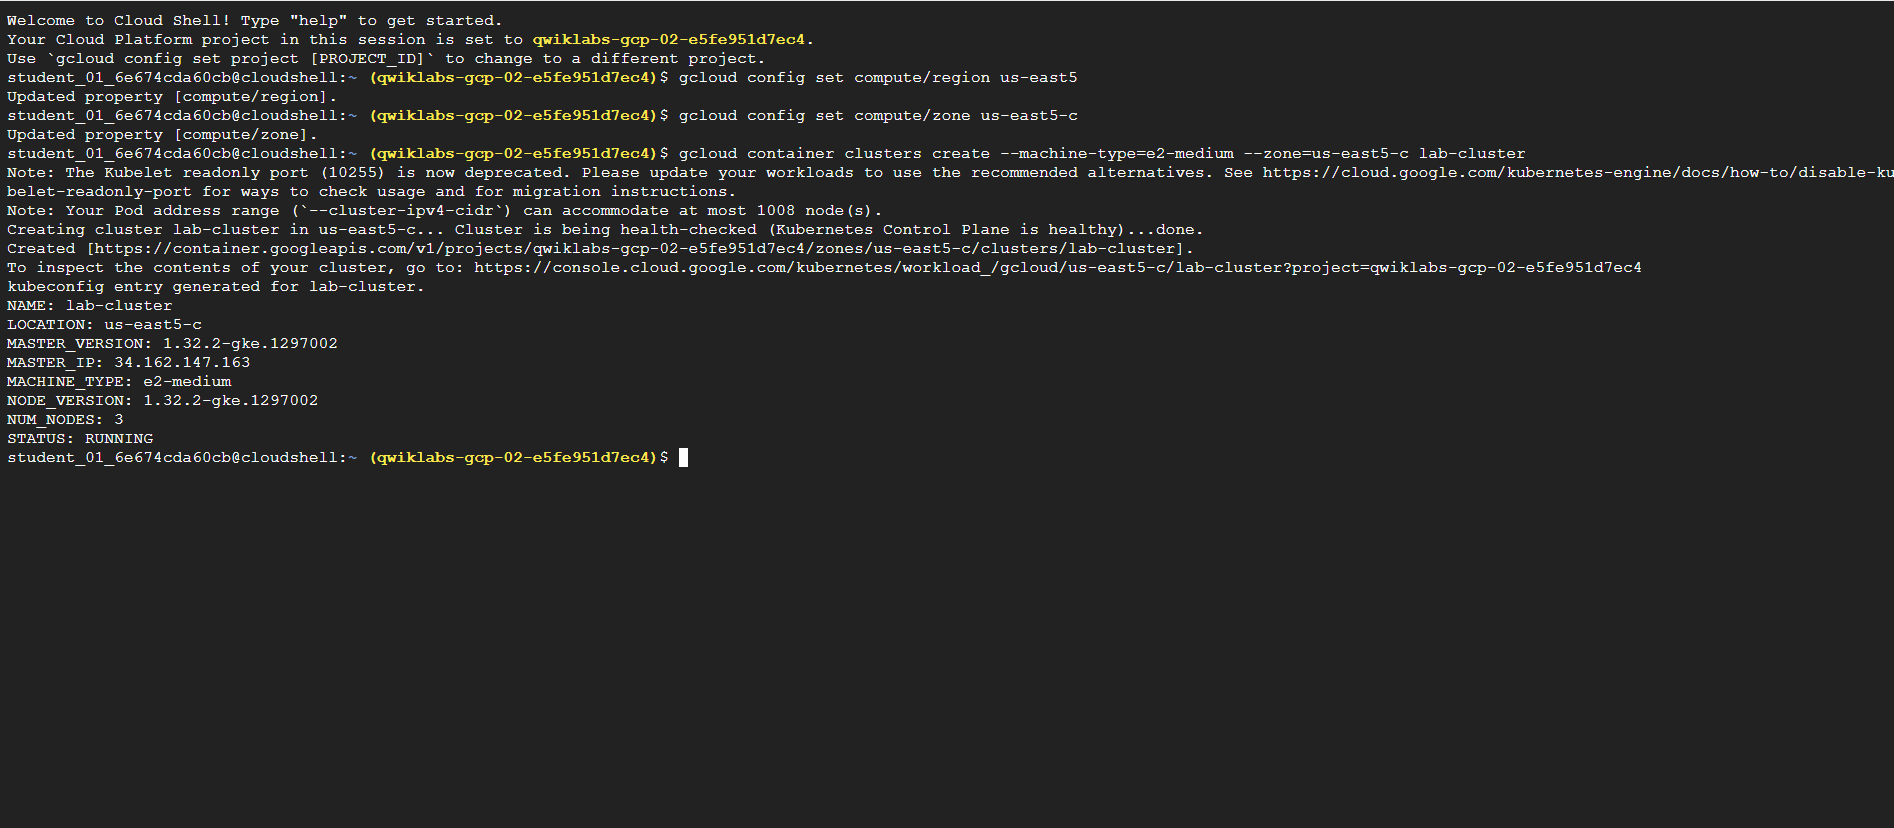 Welcome to Cloud Shell! Type "help" to get started.
Your Cloud Platform project in this session is set to qwiklabs-gcp-02-e5fe951d7ec4.
Use `gcloud config set project [PROJECT_ID]` to change to a different project.
student_01_6e674cda60cb@cloudshell:~ (qwiklabs-gcp-02-e5fe951d7ec4)$ gcloud config set compute/region us-east5
Updated property [compute/region].
student_01_6e674cda60cb@cloudshell:~ (qwiklabs-gcp-02-e5fe951d7ec4)$ gcloud config set compute/zone us-east5-c
Updated property [compute/zone].
student_01_6e674cda60cb@cloudshell:~ (qwiklabs-gcp-02-e5fe951d7ec4)$ gcloud container clusters create --machine-type=e2-medium --zone=us-east5-c lab-cluster
Note: The Kubelet readonly port (10255) is now deprecated. Please update your workloads to use the recommended alternatives. See https://cloud.google.com/kubernetes-engine/docs/how-to/disable-ku
belet-readonly-port for ways to check usage and for migration instructions.
Note: Your Pod address range (`--cluster-ipv4-cidr`) can accommodate at most 1008 node(s).
Creating cluster lab-cluster in us-east5-c... Cluster is being health-checked (Kubernetes Control Plane is healthy)...done.
Created [https://container.googleapis.com/v1/projects/qwiklabs-gcp-02-e5fe951d7ec4/zones/us-east5-c/clusters/lab-cluster].
To inspect the contents of your cluster, go to: https://console.cloud.google.com/kubernetes/workload_/gcloud/us-east5-c/lab-cluster?project=qwiklabs-gcp-02-e5fe951d7ec4
kubeconfig entry generated for lab-cluster.
NAME: lab-cluster
LOCATION: us-east5-c
MASTER_VERSION: 1.32.2-gke.1297002
MASTER_IP: 34.162.147.163
MACHINE_TYPE: e2-medium
NODE_VERSION: 1.32.2-gke.1297002
NUM_NODES: 3
STATUS: RUNNING
student_01_6e674cda60cb@cloudshell:~ (qwiklabs-gcp-02-e5fe951d7ec4)$